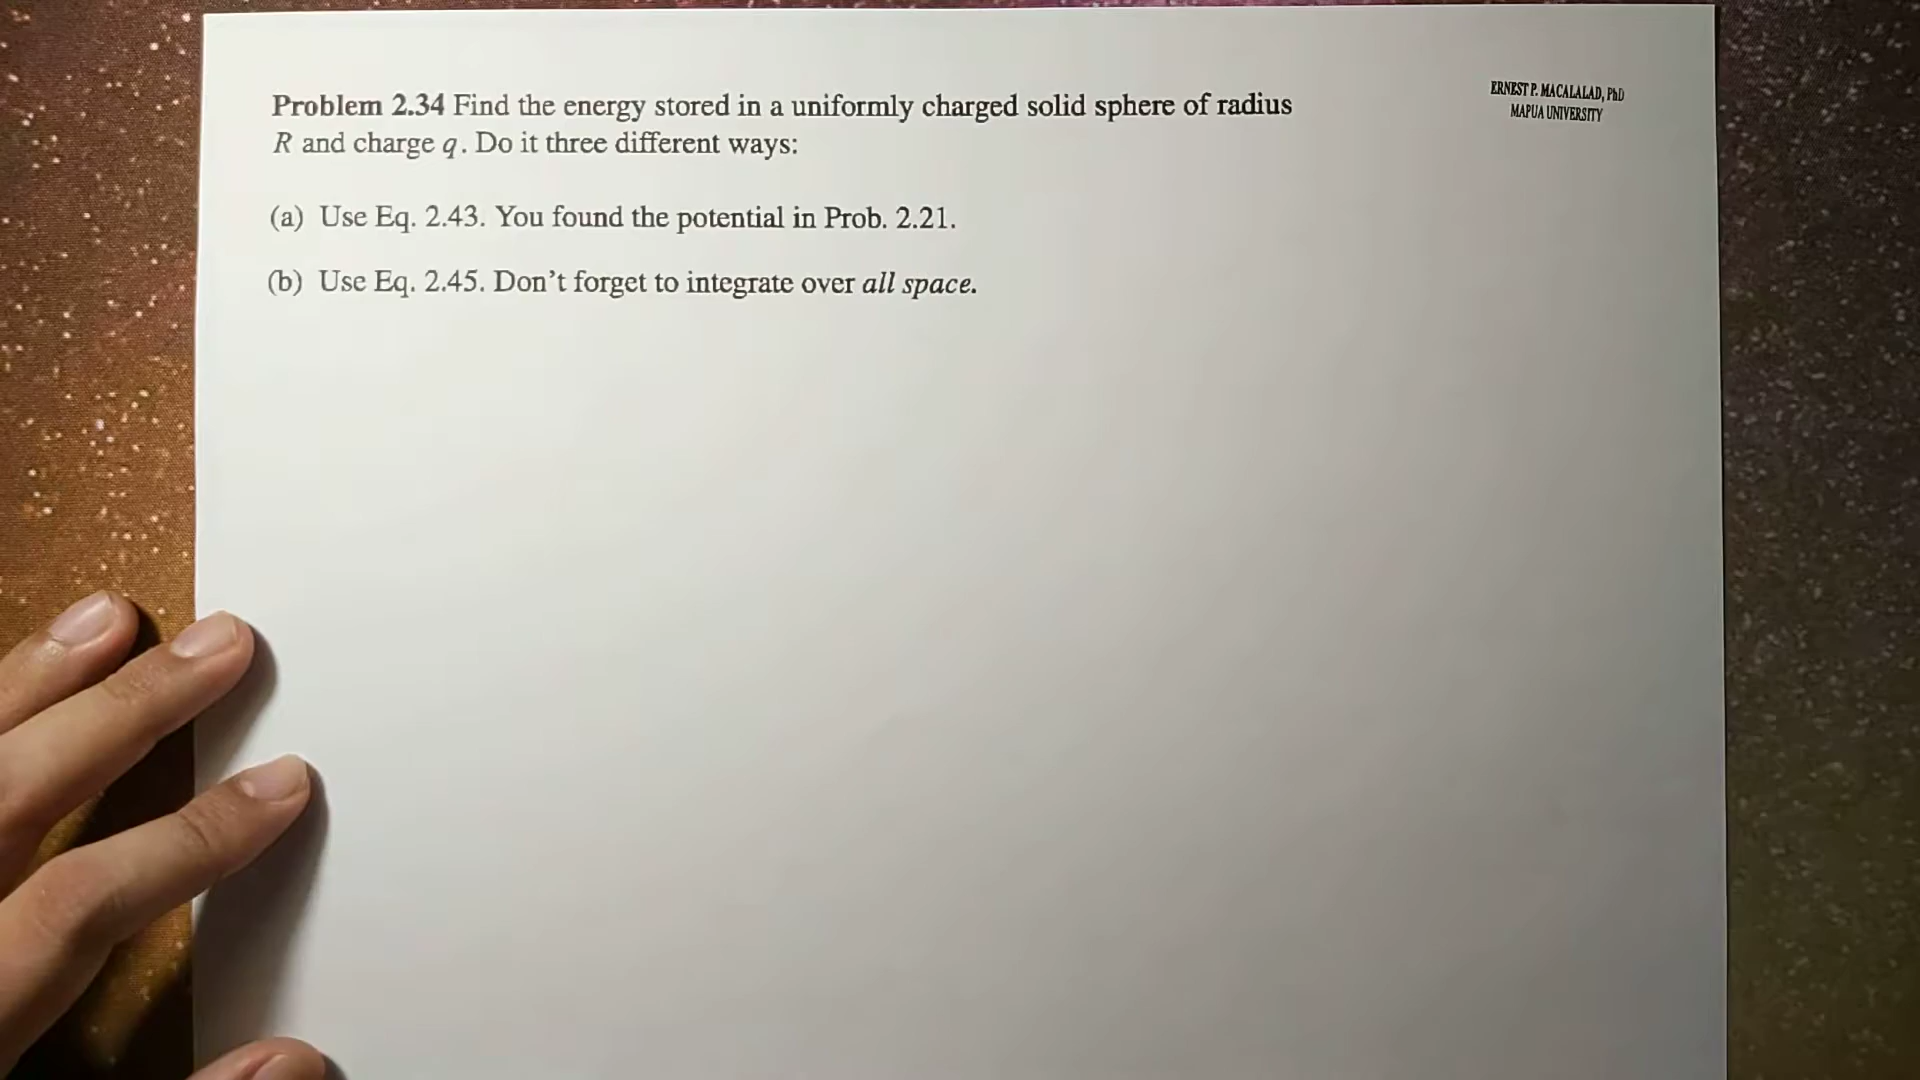 Problem 2.34 Find the energy stored in a uniformly charged solid sphere of radius
R and charge q. Do it three different ways:
(a) Use Eq. 2.43. You found the potential in Prob. 2.21.
(b) Use Eq. 2.45. Don’t forget to integrate over all space.
ERNEST P. MACALALAD, PhD
MAPUA UNIVERSITY